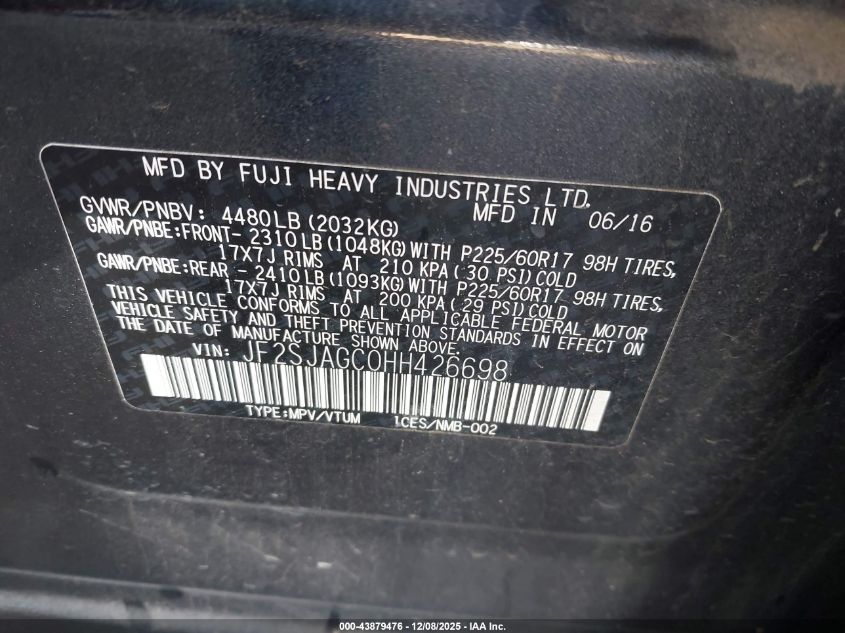 MFD BY FUJI HEAVY INDUSTRIES LTD.
MFD IN 06/16
GVWR/PNBV: 4480LB (2032KG)
GAWR/PNBE:FRONT- 2310LB(1048KG)WITH P225/60R17 98H TIRES,
17X7J RIMS AT 210 KPA(30 PSI)COLD
GAWR/PNBE:REAR - 2410LB(1093KG)WITH P225/60R17 98H TIRES,
17X7J RIMS AT 200 KPA(29 PSI)COLD
THIS VEHICLE CONFORMS TO ALL APPLICABLE FEDERAL MOTOR
VEHICLE SAFETY AND THEFT PREVENTION STANDARDS IN EFFECT ON
THE DATE OF MANUFACTURE SHOWN ABOVE.
VIN: JF2SJAGC0HH426698
TYPE:MPV/VTUM 1CES/NMB-002
000-43879476 - 12/08/2025 - IAA Inc.